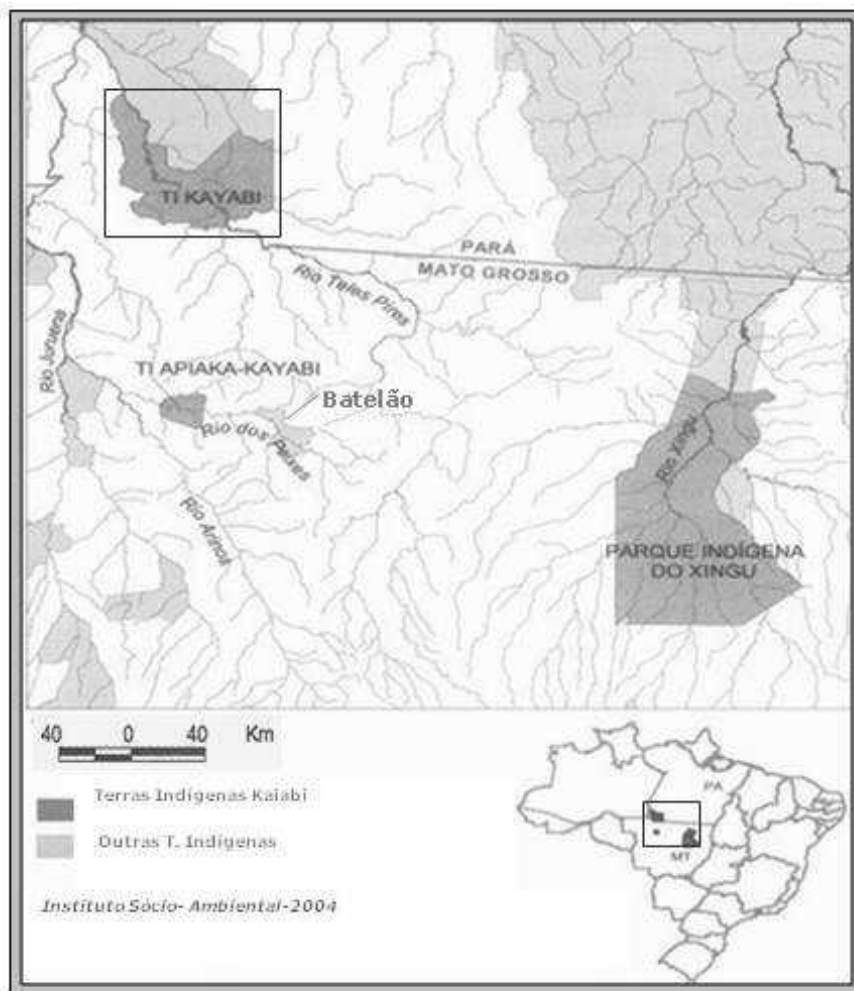 TI KAYABI
PARÁ
MATO GROSSO
Rio Teles Pires
Rio Juruena
TI APIAKA-KAYABI
Batelão
Rio dos Peixes
Rio Xingu
Rio Arinos
PARQUE INDÍGENA
DO XINGU
40 0 40 Km
Terras Indígenas Kaiabi
Outras T. Indígenas
Instituto Sócio- Ambiental-2004
PA
MT